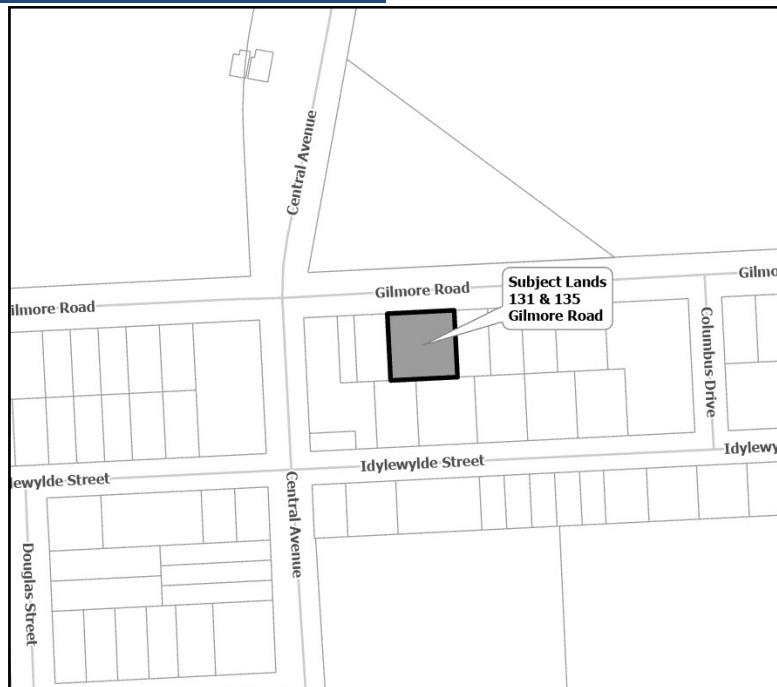 Central Avenue
Gilmore Road
Subject Lands
131 & 135
Gilmore Road
ilmore Road
Gilmo
Columbus Drive
Idylewylde Street
Idylewy
lewylde Street
Central Avenue
Douglas Street